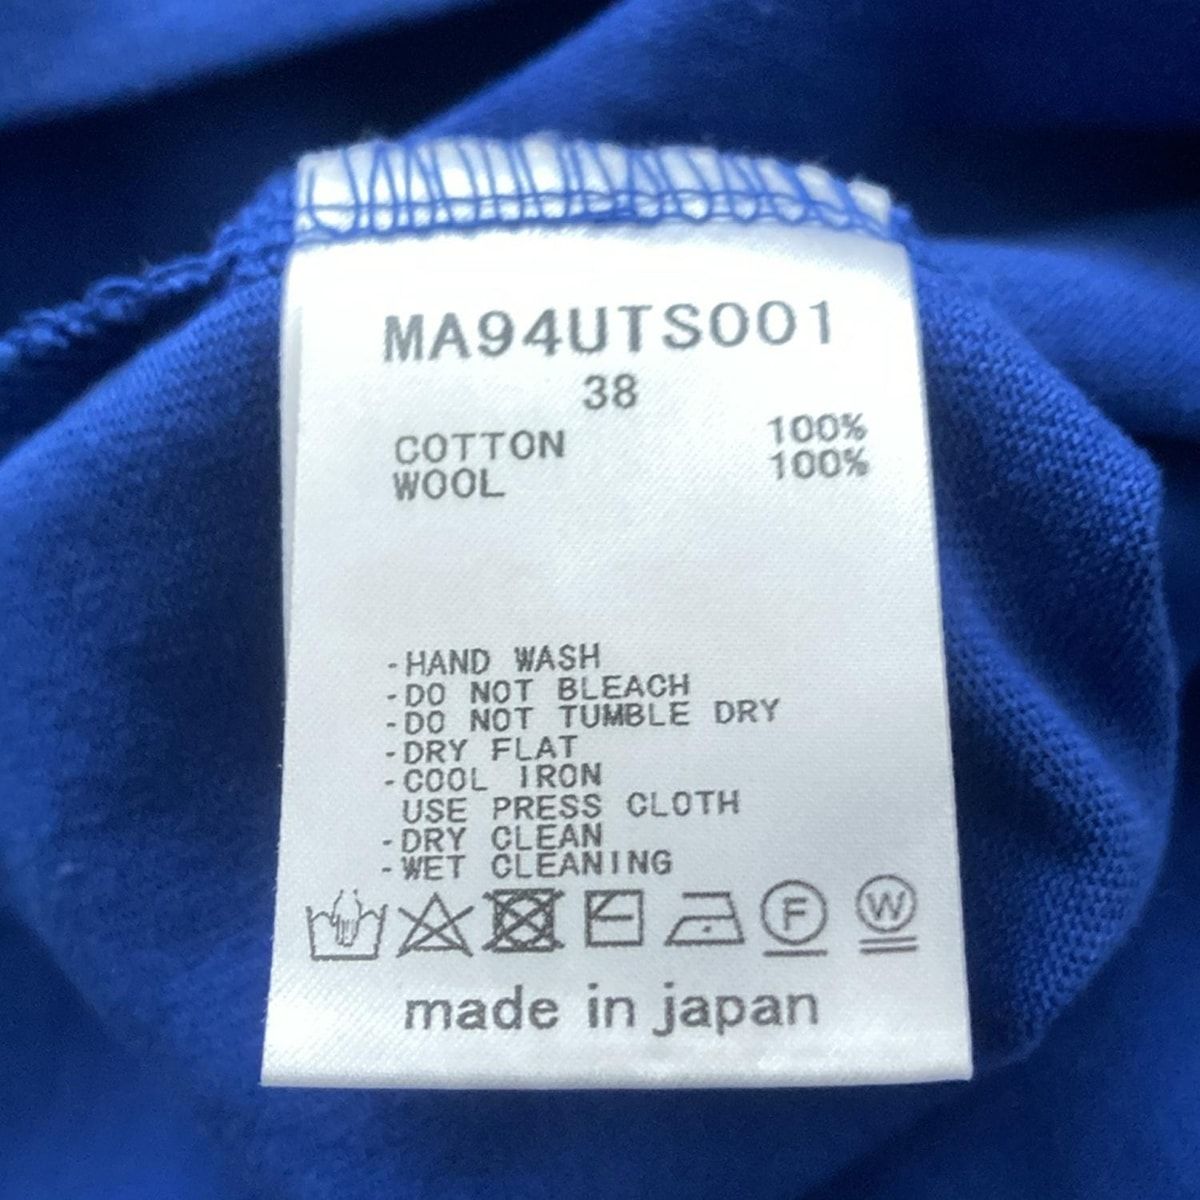 MA94UTS001
38
COTTON 100%
WOOL 100%
-HAND WASH
-DO NOT BLEACH
-DO NOT TUMBLE DRY
-DRY FLAT
-COOL IRON
USE PRESS CLOTH
-DRY CLEAN
-WET CLEANING
F W
made in japan